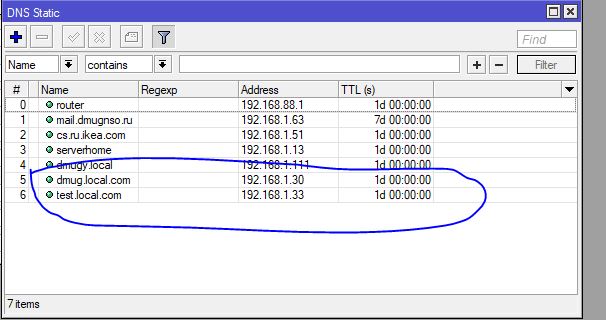 DNS Static
Find
Name contains Filter
# Name Regexp Address TTL (s)
0 router 192.168.88.1 1d 00:00:00
1 mail.dmugnso.ru 192.168.1.63 7d 00:00:00
2 cs.ru.ikea.com 192.168.1.51 1d 00:00:00
3 serverhome 192.168.1.13 1d 00:00:00
4 dmugy.local 192.168.1.111 1d 00:00:00
5 dmug.local.com 192.168.1.30 1d 00:00:00
6 test.local.com 192.168.1.33 1d 00:00:00
7 items